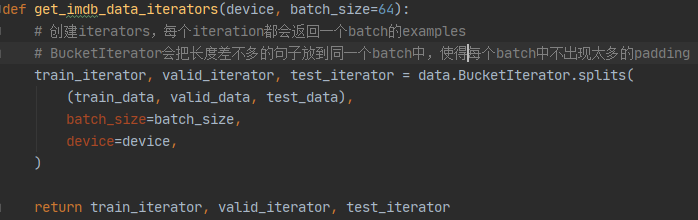 def get_imdb_data_iterators(device, batch_size=64):
# 创建iterators，每个iteration都会返回一个batch的examples
# BucketIterator会把长度差不多的句子放到同一个batch中，使得每个batch中不出现太多的padding
train_iterator, valid_iterator, test_iterator = data.BucketIterator.splits(
(train_data, valid_data, test_data),
batch_size=batch_size,
device=device,
)
return train_iterator, valid_iterator, test_iterator